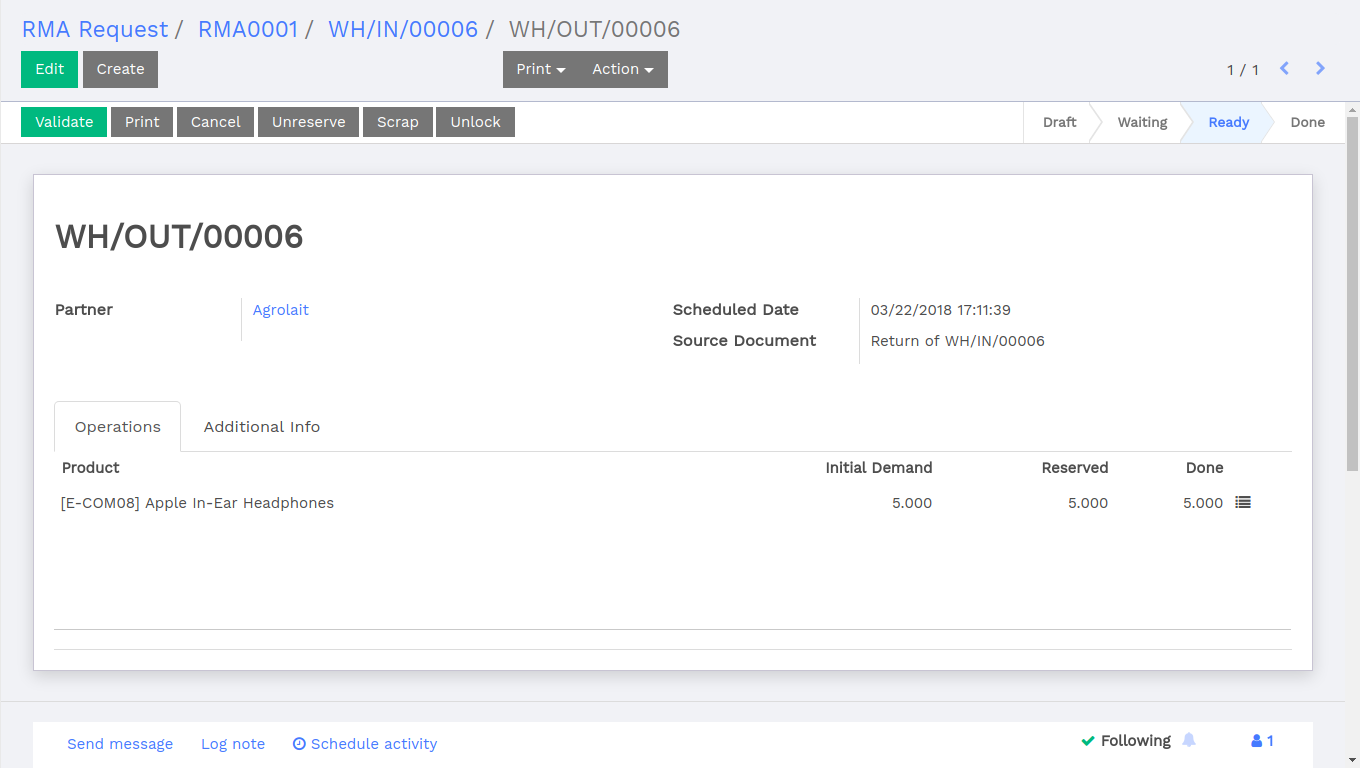 RMA Request / RMA0001 / WH/IN/00006 / WH/OUT/00006
Edit Create Print Action 1 / 1
Validate Print Cancel Unreserve Scrap Unlock Draft Waiting Ready Done
WH/OUT/00006
Partner Agrolait Scheduled Date 03/22/2018 17:11:39
Source Document Return of WH/IN/00006
Operations Additional Info
Product Initial Demand Reserved Done
[E-COM08] Apple In-Ear Headphones 5.000 5.000 5.000
Send message Log note Schedule activity Following 1